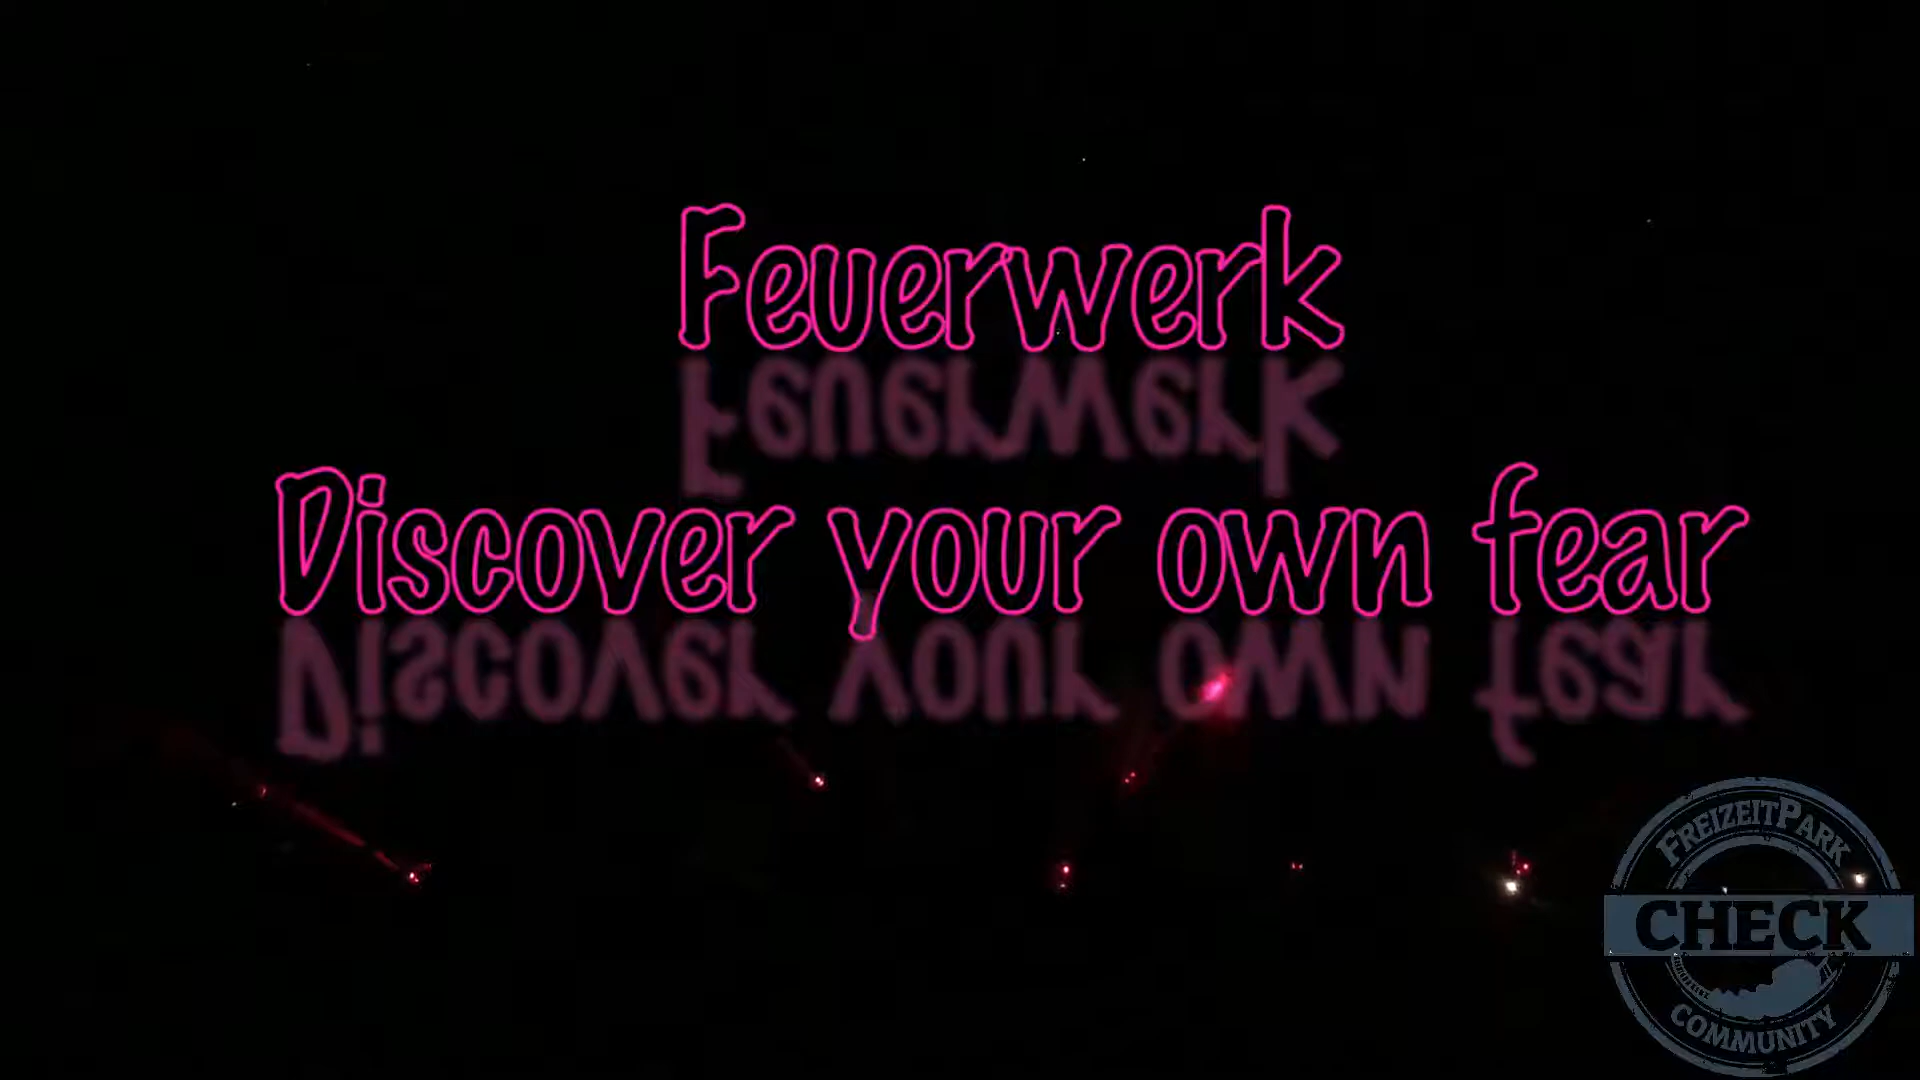 Feuerwerk
Discover your own fear
FREIZEITPARK
CHECK
COMMUNITY